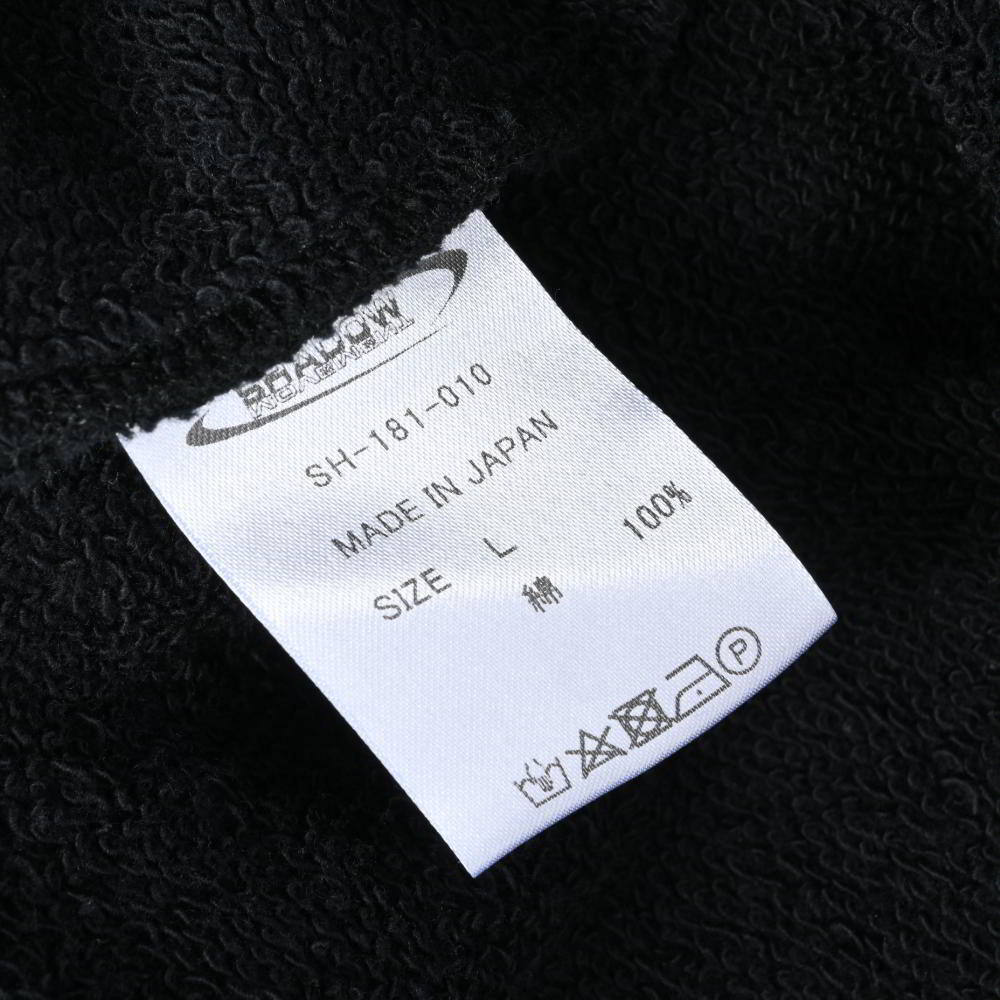 SH-181-010
MADE IN JAPAN
SIZE L
綿 100%
P